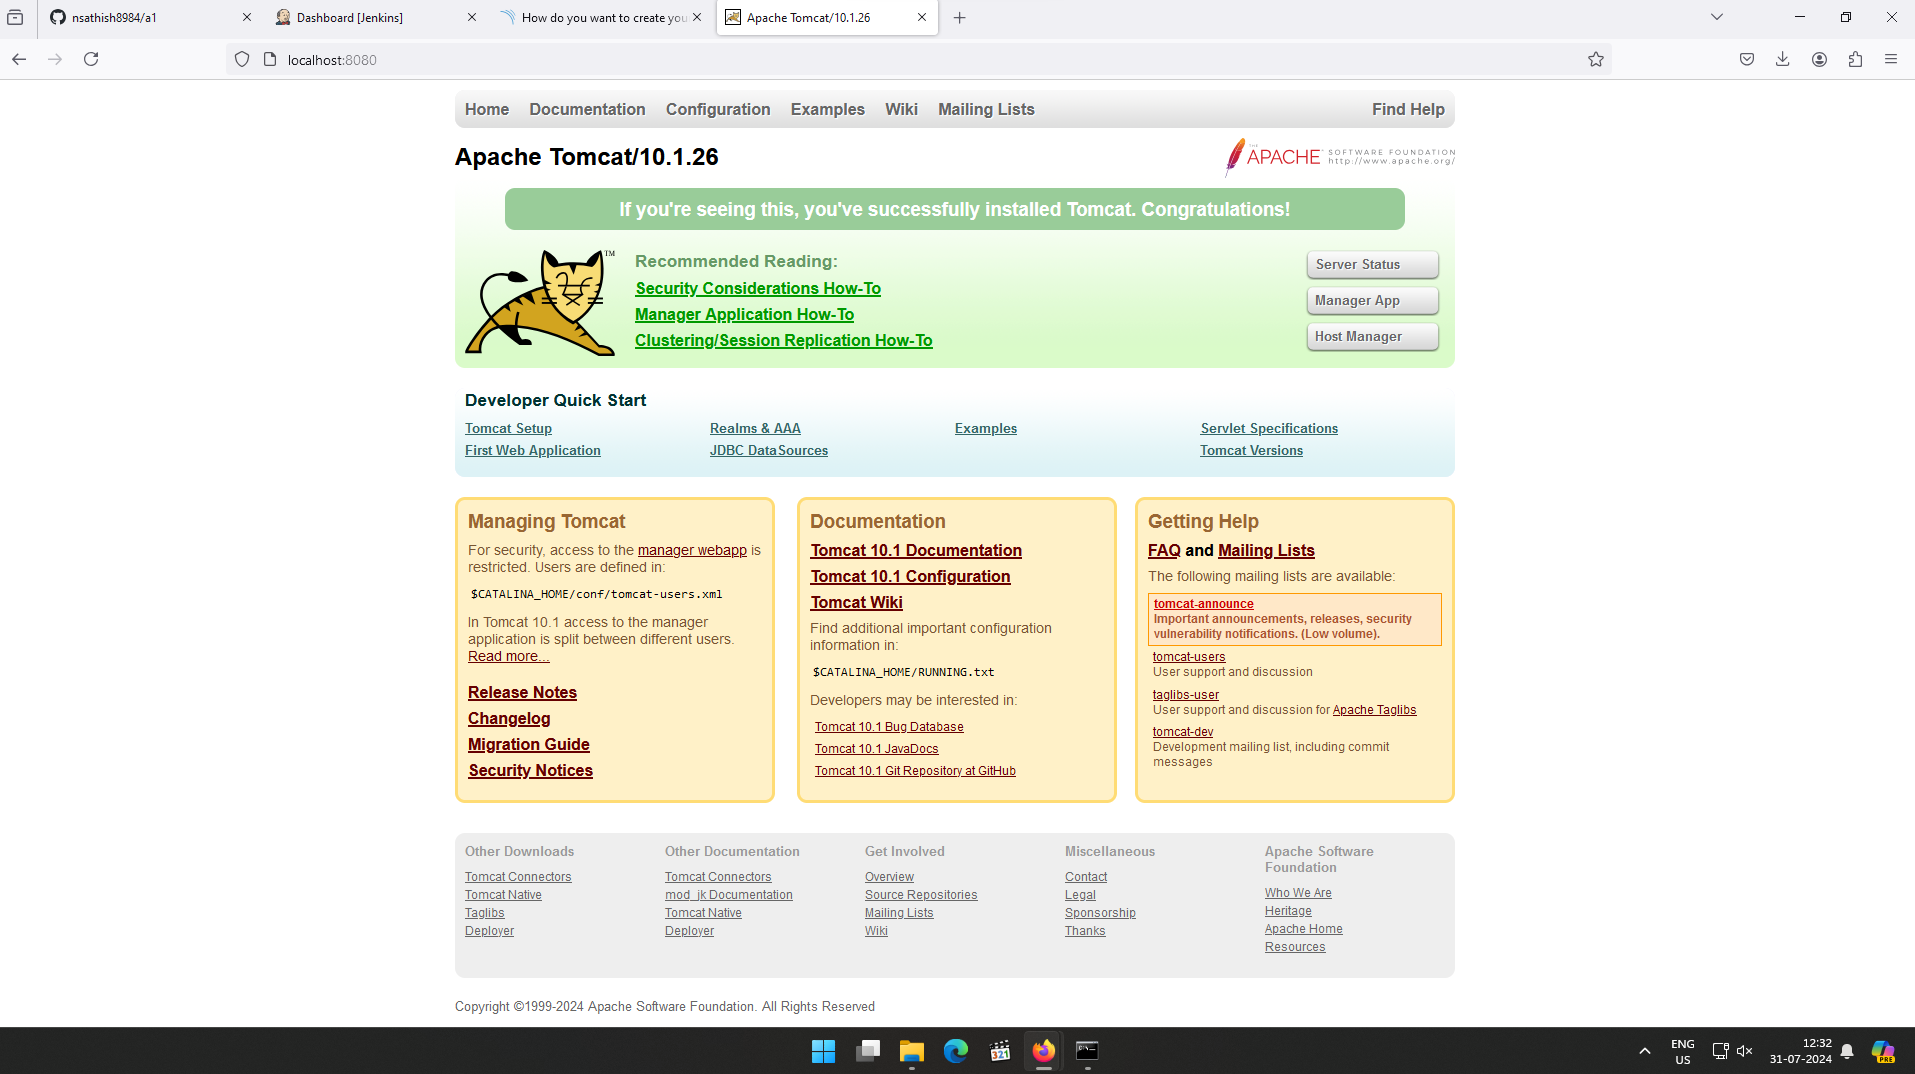 nsathish8984/a1
Dashboard [Jenkins]
How do you want to create you
Apache Tomcat/10.1.26
localhost:8080
Home Documentation Configuration Examples Wiki Mailing Lists Find Help
Apache Tomcat/10.1.26
THE APACHE™ SOFTWARE FOUNDATION
http://www.apache.org/
If you're seeing this, you've successfully installed Tomcat. Congratulations!
TM
Recommended Reading:
Security Considerations How-To
Manager Application How-To
Clustering/Session Replication How-To
Server Status
Manager App
Host Manager
Developer Quick Start
Tomcat Setup
First Web Application
Realms & AAA
JDBC DataSources
Examples
Servlet Specifications
Tomcat Versions
Managing Tomcat
For security, access to the manager webapp is
restricted. Users are defined in:
$CATALINA_HOME/conf/tomcat-users.xml
In Tomcat 10.1 access to the manager
application is split between different users.
Read more...
Release Notes
Changelog
Migration Guide
Security Notices
Documentation
Tomcat 10.1 Documentation
Tomcat 10.1 Configuration
Tomcat Wiki
Find additional important configuration
information in:
$CATALINA_HOME/RUNNING.txt
Developers may be interested in:
Tomcat 10.1 Bug Database
Tomcat 10.1 JavaDocs
Tomcat 10.1 Git Repository at GitHub
Getting Help
FAQ and Mailing Lists
The following mailing lists are available:
tomcat-announce
Important announcements, releases, security
vulnerability notifications. (Low volume).
tomcat-users
User support and discussion
taglibs-user
User support and discussion for Apache Taglibs
tomcat-dev
Development mailing list, including commit
messages
Other Downloads
Tomcat Connectors
Tomcat Native
Taglibs
Deployer
Other Documentation
Tomcat Connectors
mod_jk Documentation
Tomcat Native
Deployer
Get Involved
Overview
Source Repositories
Mailing Lists
Wiki
Miscellaneous
Contact
Legal
Sponsorship
Thanks
Apache Software
Foundation
Who We Are
Heritage
Apache Home
Resources
Copyright ©1999-2024 Apache Software Foundation. All Rights Reserved
321
ENG
US
12:32
31-07-2024
PRE